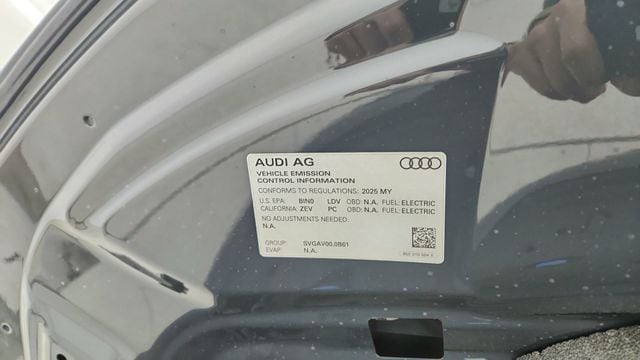 AUDI AG
VEHICLE EMISSION
CONTROL INFORMATION
CONFORMS TO REGULATIONS: 2025 MY
U.S. EPA: BIN0 LDV OBD: N.A. FUEL: ELECTRIC
CALIFORNIA: ZEV PC OBD: N.A. FUEL: ELECTRIC
NO ADJUSTMENTS NEEDED.
N.A.
GROUP: SVGAV00.0B61
EVAP: N.A.